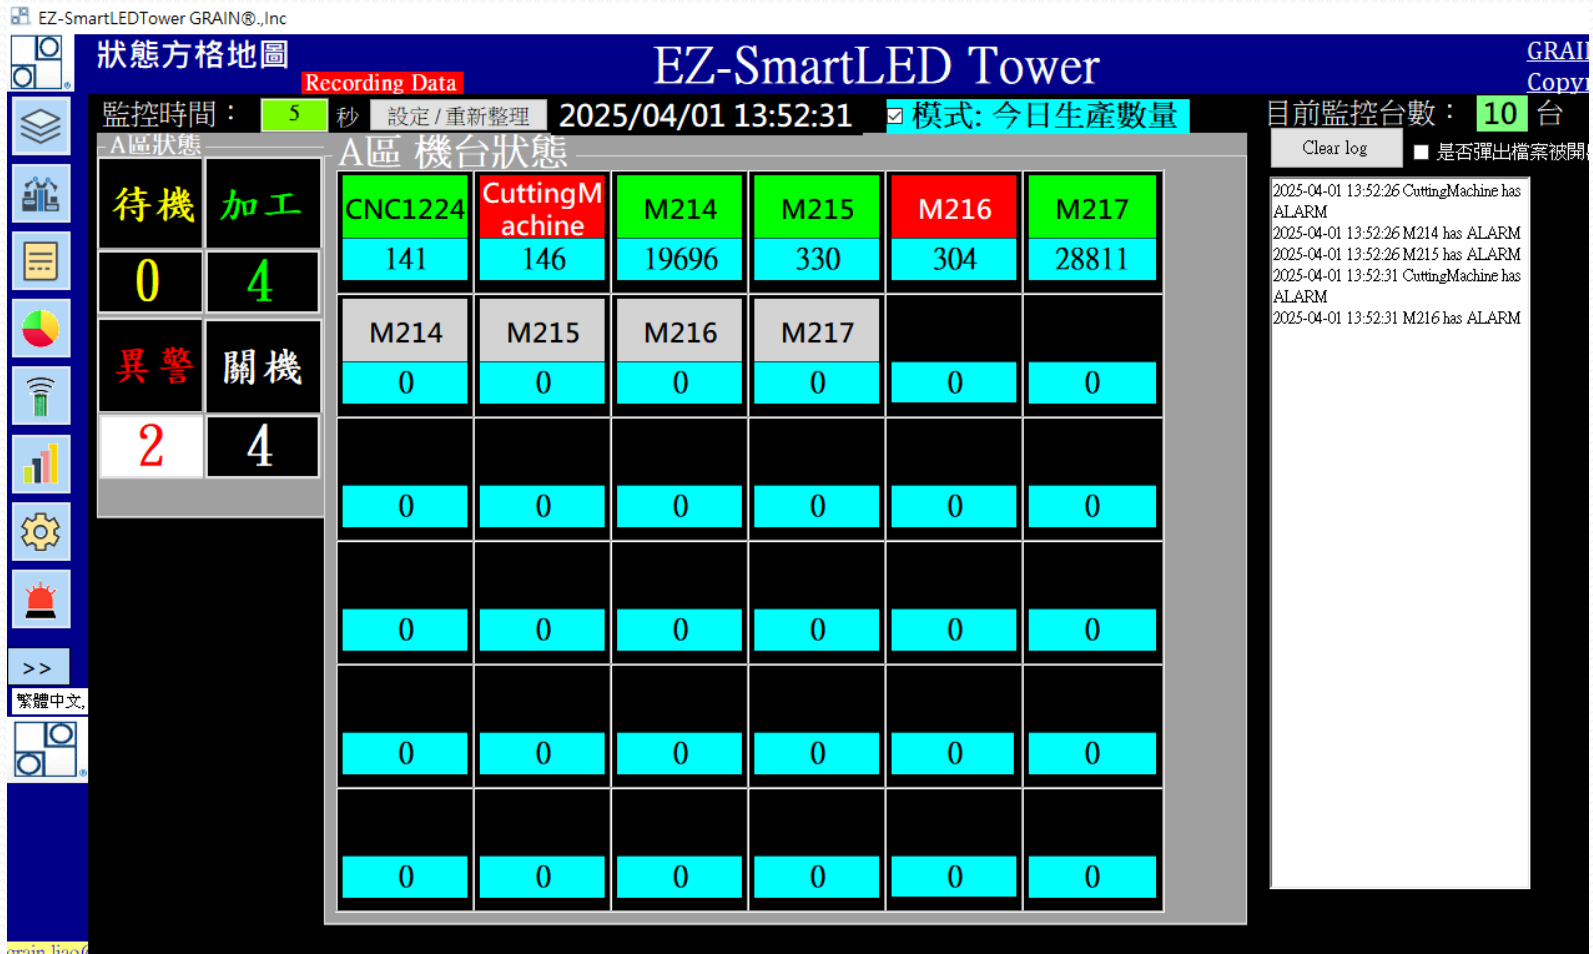 EZ-SmartLEDTower GRAIN®.,Inc
狀態方格地圖
Recording Data
EZ-SmartLED Tower
GRAI
Copyr
監控時間： 5 秒 設定/重新整理 2025/04/01 13:52:31 模式: 今日生產數量 目前監控台數： 10 台
Clear log 是否彈出檔案被開
A區狀態
待機 加工
0 4
異警 關機
2 4
A區 機台狀態
CNC1224 CuttingM
achine M214 M215 M216 M217
141 146 19696 330 304 28811
M214 M215 M216 M217
0 0 0 0 0 0
0 0 0 0 0 0
0 0 0 0 0 0
0 0 0 0 0 0
0 0 0 0 0 0
2025-04-01 13:52:26 CuttingMachine has
ALARM
2025-04-01 13:52:26 M214 has ALARM
2025-04-01 13:52:26 M215 has ALARM
2025-04-01 13:52:31 CuttingMachine has
ALARM
2025-04-01 13:52:31 M216 has ALARM
>>
繁體中文,